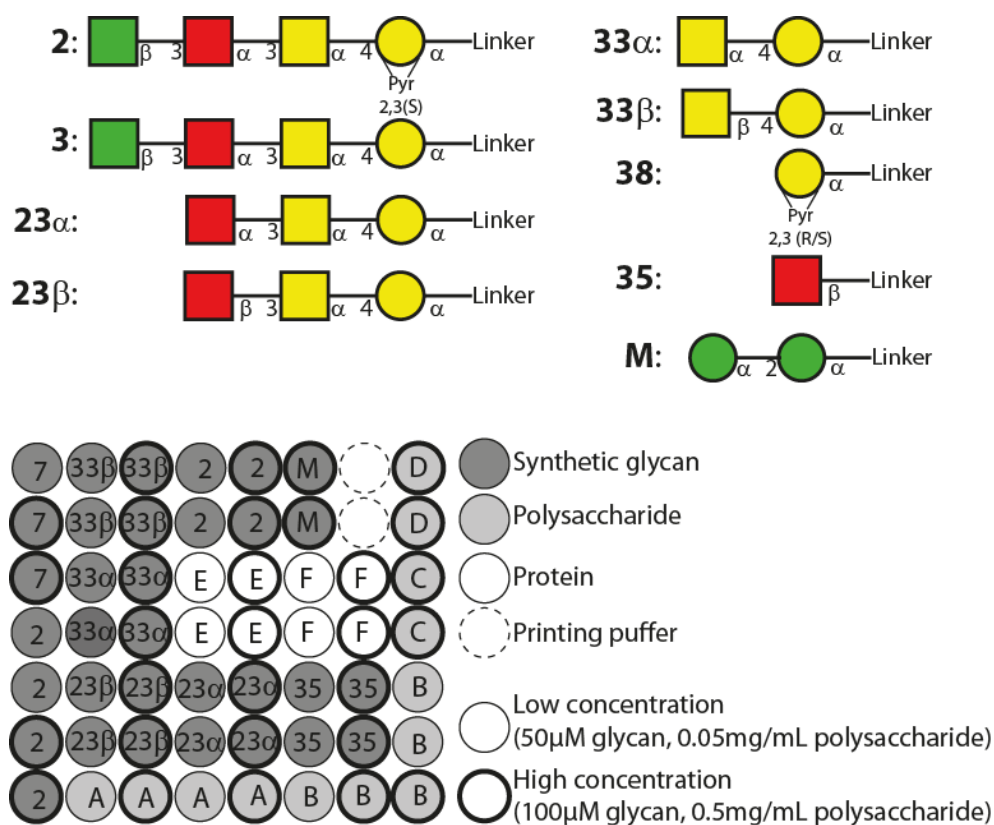 2: β 3 α 3 α 4 α Linker
Pyr
2,3(S)
3: β 3 α 3 α 4 α Linker
23α: α 3 α 4 α Linker
23β: β 3 α 4 α Linker
33α: α 4 α Linker
33β: β 4 α Linker
38: α Linker
Pyr
2,3 (R/S)
35: β Linker
M: α 2 α Linker
7 33β 33β 2 2 M D
7 33β 33β 2 2 M D
7 33α 33α E E F F C
2 33α 33α E E F F C
2 23β 23β 23α 23α 35 35 B
2 23β 23β 23α 23α 35 35 B
2 A A A A B B B
Synthetic glycan
Polysaccharide
Protein
Printing puffer
Low concentration
(50µM glycan, 0.05mg/mL polysaccharide)
High concentration
(100µM glycan, 0.5mg/mL polysaccharide)